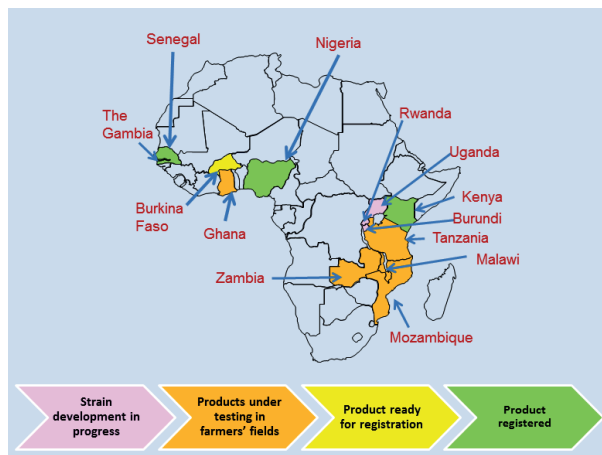 Senegal
Nigeria
The
Gambia
Rwanda
Uganda
Kenya
Burkina
Faso
Ghana
Burundi
Tanzania
Malawi
Zambia
Mozambique
Strain
development in
progress
Products under
testing in
farmers’ fields
Product ready
for registration
Product
registered